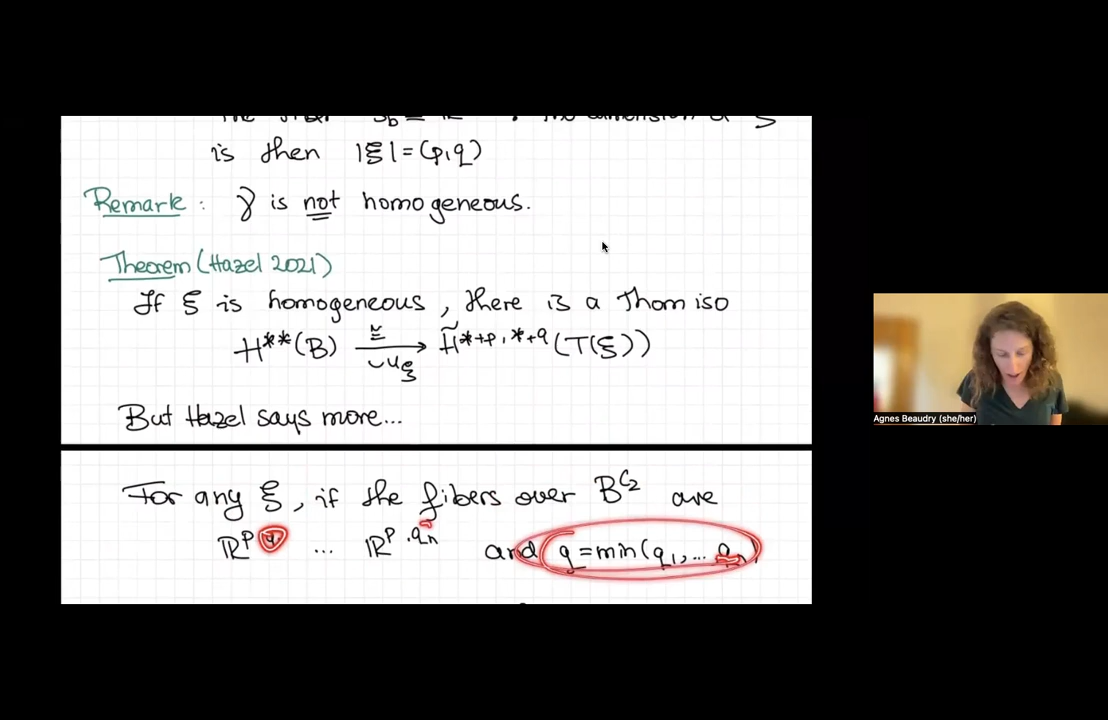 is then |ξ| = (p,q)
Remark: γ is not homogeneous.
Theorem (Hazel 2021)
If ξ is homogeneous, there is a Thom iso
H**(B) ≅→ ∪u_ξ H̃^{*+p,*+q}(T(ξ))
But Hazel says more...
For any ξ, if the fibers over B^{C₂} are
ℝ^{p,q₁} ... ℝ^{p,qₙ} and q = min(q₁,...qₙ)
Agnes Beaudry (she/her)